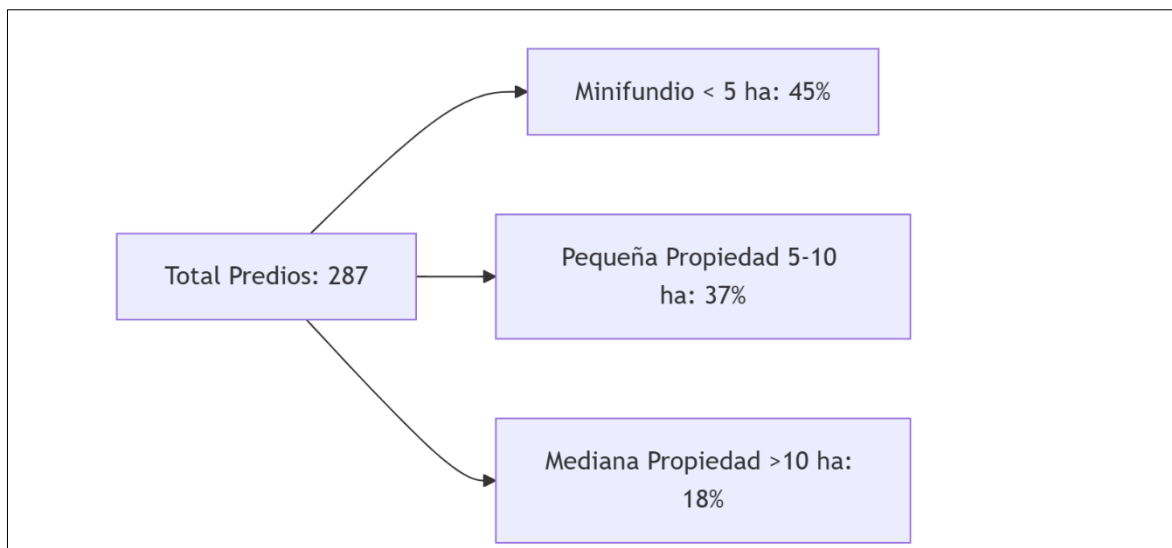 Minifundio < 5 ha: 45%
Total Predios: 287
Pequeña Propiedad 5-10
ha: 37%
Mediana Propiedad >10 ha:
18%